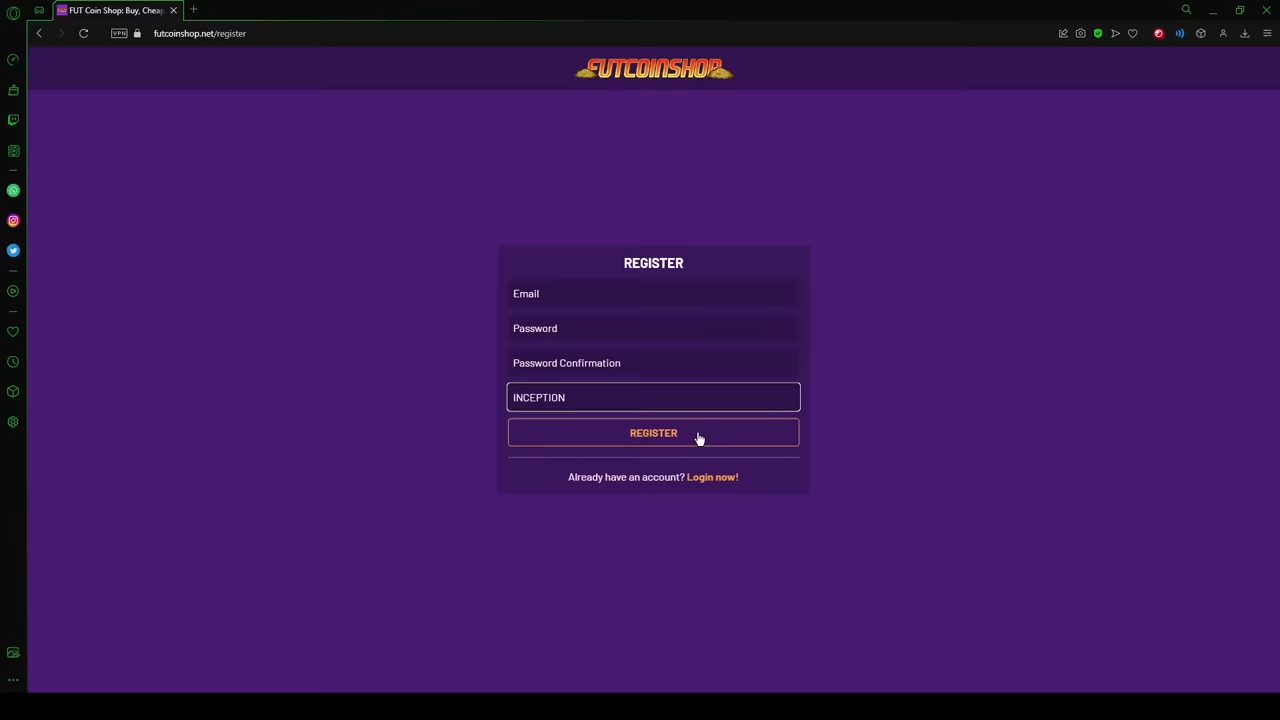 FUT Coin Shop: Buy, Cheap
VPN
futcoinshop.net/register
FUTCOINSHOP
REGISTER
Email
Password
Password Confirmation
INCEPTION
REGISTER
Already have an account? Login now!